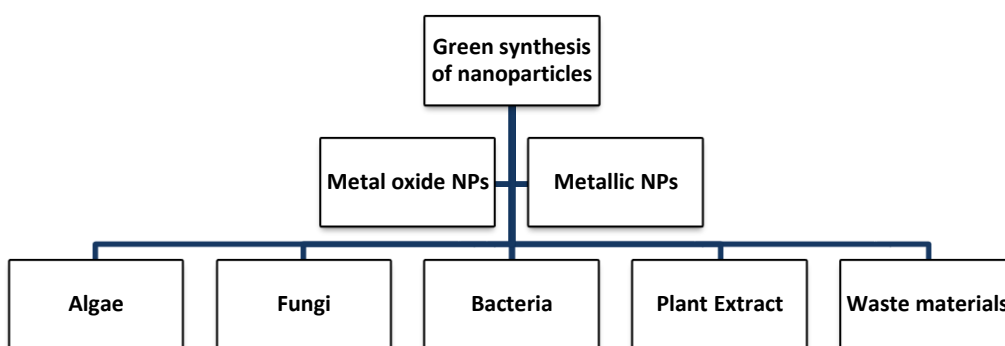 Green synthesis
of nanoparticles
Metal oxide NPs
Metallic NPs
Algae
Fungi
Bacteria
Plant Extract
Waste materials